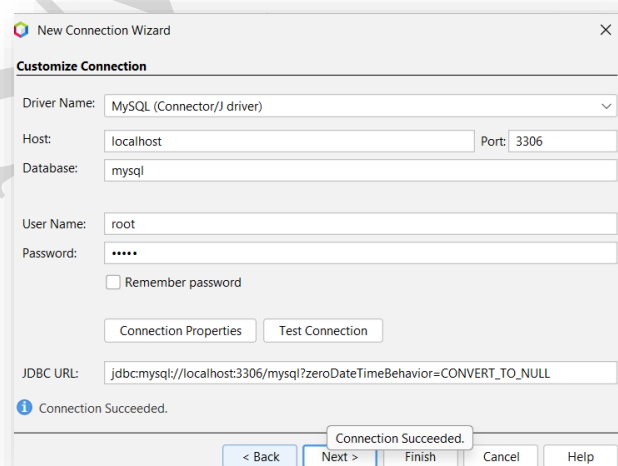 New Connection Wizard
Customize Connection
Driver Name: MySQL (Connector/J driver)
Host: localhost Port: 3306
Database: mysql
User Name: root
Password: •••••
Remember password
Connection Properties Test Connection
JDBC URL: jdbc:mysql://localhost:3306/mysql?zeroDateTimeBehavior=CONVERT_TO_NULL
Connection Succeeded.
Connection Succeeded.
< Back Next > Finish Cancel Help